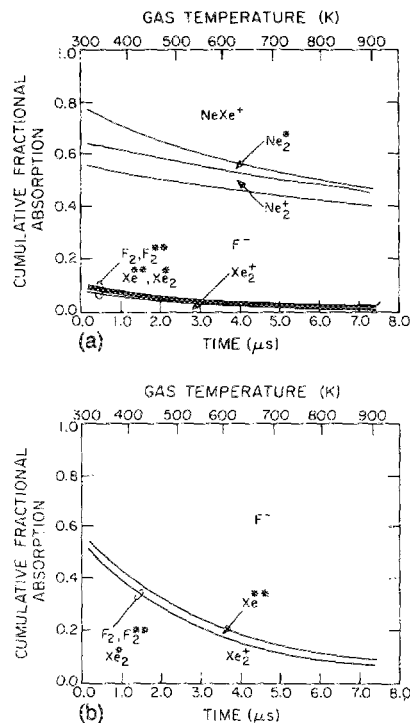 GAS TEMPERATURE (K)
300 400 500 600 700 800 900
CUMULATIVE FRACTIONAL
ABSORPTION
1.0
0.8
0.6
0.4
0.2
0.0
NeXe+
Ne2*
Ne2+
F-
F2, F2**
Xe**, Xe2*
Xe2+
0.0 1.0 2.0 3.0 4.0 5.0 6.0 7.0 8.0
(a) TIME (μs)
GAS TEMPERATURE (K)
300 400 500 600 700 800 900
CUMULATIVE FRACTIONAL
ABSORPTION
1.0
0.8
0.6
0.4
0.2
0.0
F-
Xe**
F2, F2**
Xe2*
Xe2+
0.0 1.0 2.0 3.0 4.0 5.0 6.0 7.0 8.0
(b) TIME (μs)